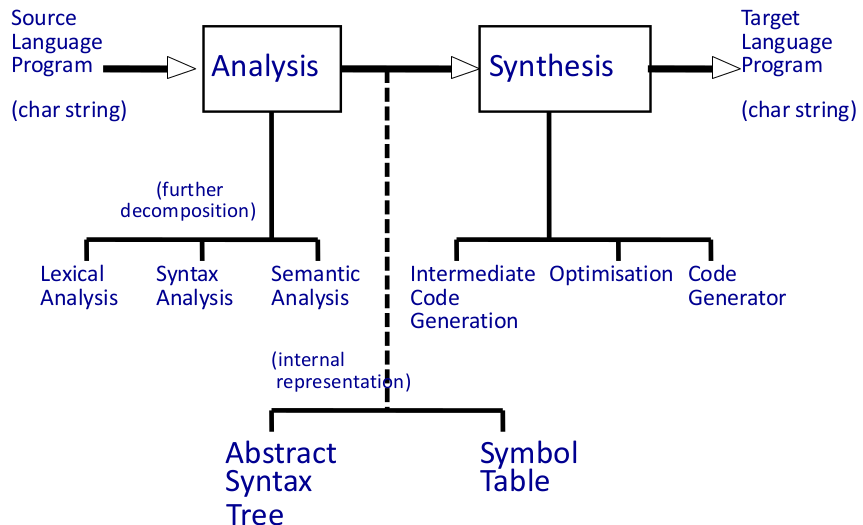 Source
Language
Program
(char string)
Analysis
Synthesis
Target
Language
Program
(char string)
(further
decomposition)
Lexical
Analysis
Syntax
Analysis
Semantic
Analysis
Intermediate
Code
Generation
Optimisation
Code
Generator
(internal
representation)
Abstract
Syntax
Tree
Symbol
Table